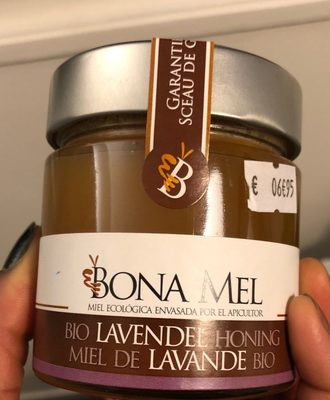 GARANTI
SCEAU DE
B
€ 06€95
BONA MEL
MIEL ECOLÓGICA ENVASADA POR EL APICULTOR
BIO LAVENDEL HONING
MIEL DE LAVANDE BIO